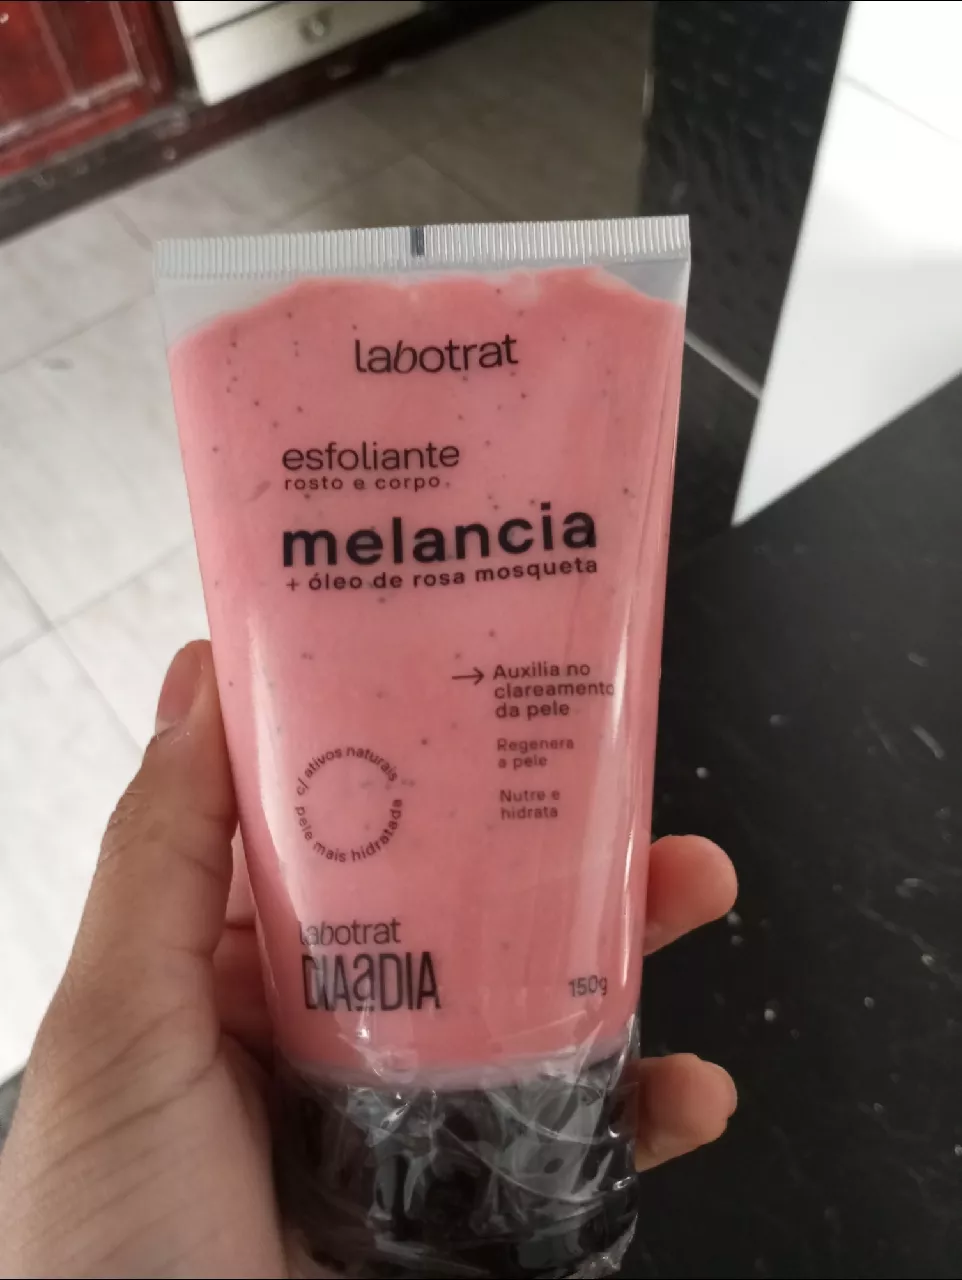 labotrat
esfoliante
rosto e corpo
melancia
+ óleo de rosa mosqueta
→ Auxilia no
clareamento
da pele
Regenera
a pele
Nutre e
hidrata
c/ ativos naturais
pele mais hidratada
labotrat
DIAaDIA
150g